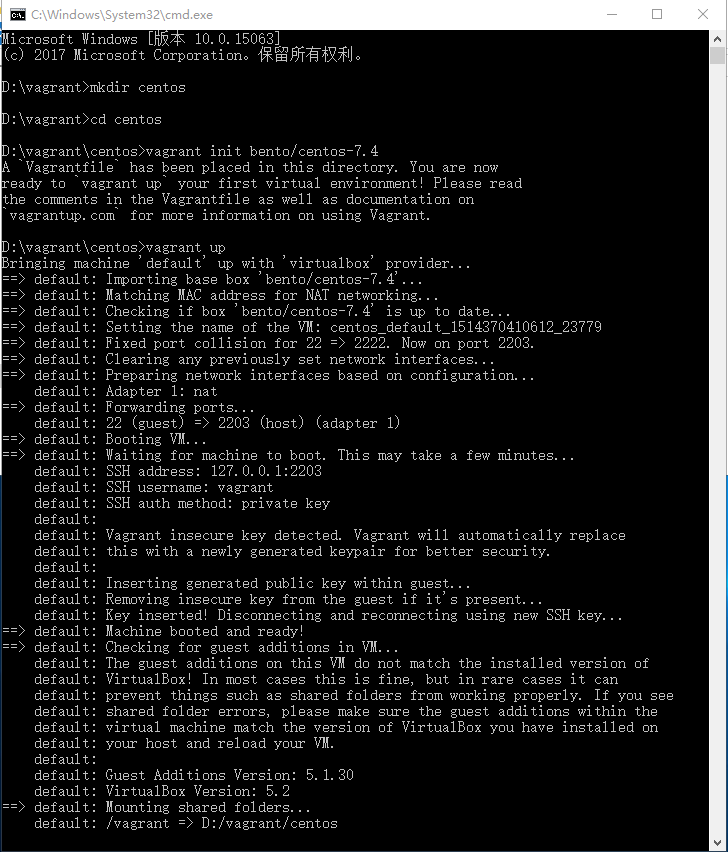 C:\Windows\System32\cmd.exe
Microsoft Windows [版本 10.0.15063]
(c) 2017 Microsoft Corporation。保留所有权利。
D:\vagrant>mkdir centos
D:\vagrant>cd centos
D:\vagrant\centos>vagrant init bento/centos-7.4
A `Vagrantfile` has been placed in this directory. You are now
ready to `vagrant up` your first virtual environment! Please read
the comments in the Vagrantfile as well as documentation on
`vagrantup.com` for more information on using Vagrant.
D:\vagrant\centos>vagrant up
Bringing machine 'default' up with 'virtualbox' provider...
==> default: Importing base box 'bento/centos-7.4'...
==> default: Matching MAC address for NAT networking...
==> default: Checking if box 'bento/centos-7.4' is up to date...
==> default: Setting the name of the VM: centos_default_1514370410612_23779
==> default: Fixed port collision for 22 => 2222. Now on port 2203.
==> default: Clearing any previously set network interfaces...
==> default: Preparing network interfaces based on configuration...
    default: Adapter 1: nat
==> default: Forwarding ports...
    default: 22 (guest) => 2203 (host) (adapter 1)
==> default: Booting VM...
==> default: Waiting for machine to boot. This may take a few minutes...
    default: SSH address: 127.0.0.1:2203
    default: SSH username: vagrant
    default: SSH auth method: private key
    default:
    default: Vagrant insecure key detected. Vagrant will automatically replace
    default: this with a newly generated keypair for better security.
    default:
    default: Inserting generated public key within guest...
    default: Removing insecure key from the guest if it's present...
    default: Key inserted! Disconnecting and reconnecting using new SSH key...
==> default: Machine booted and ready!
==> default: Checking for guest additions in VM...
    default: The guest additions on this VM do not match the installed version of
    default: VirtualBox! In most cases this is fine, but in rare cases it can
    default: prevent things such as shared folders from working properly. If you see
    default: shared folder errors, please make sure the guest additions within the
    default: virtual machine match the version of VirtualBox you have installed on
    default: your host and reload your VM.
    default:
    default: Guest Additions Version: 5.1.30
    default: VirtualBox Version: 5.2
==> default: Mounting shared folders...
    default: /vagrant => D:/vagrant/centos